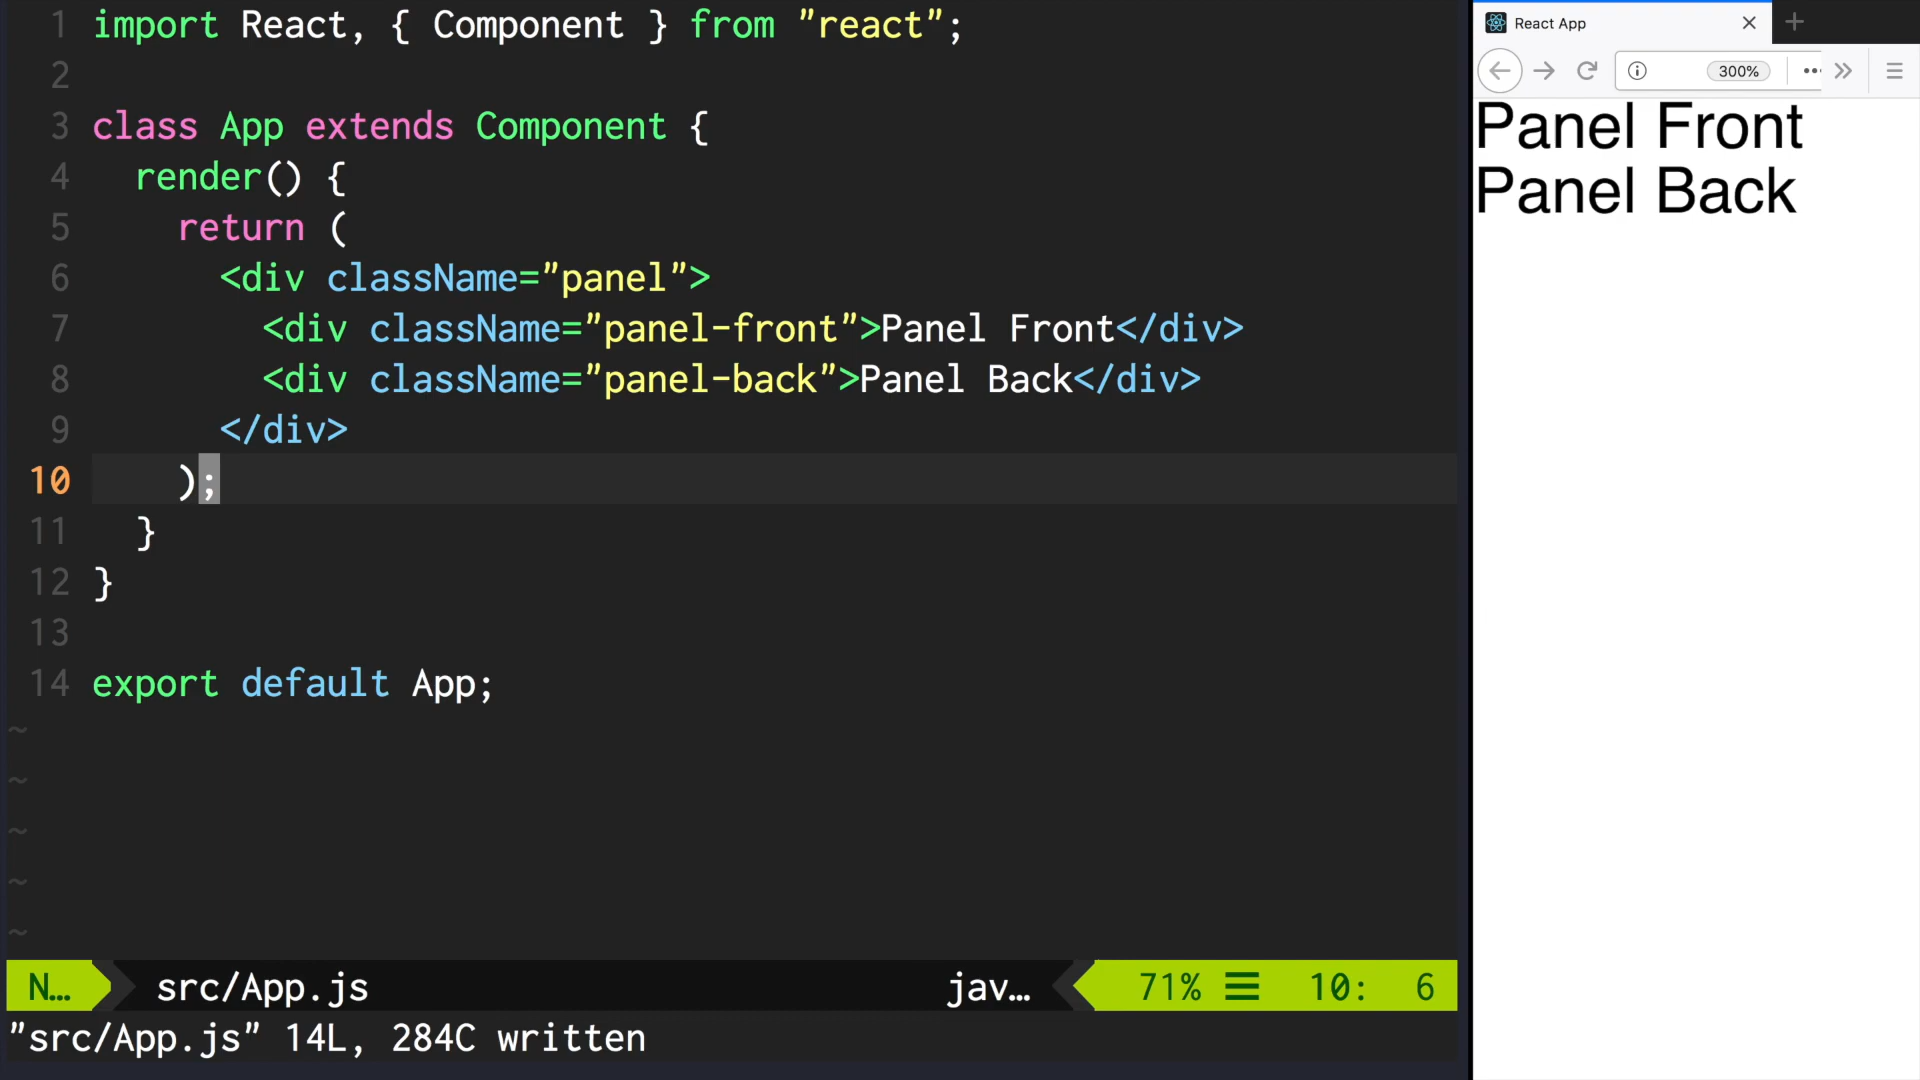 1 import React, { Component } from "react";
2
3 class App extends Component {
4   render() {
5     return (
6       <div className="panel">
7         <div className="panel-front">Panel Front</div>
8         <div className="panel-back">Panel Back</div>
9       </div>
10     );
11   }
12 }
13
14 export default App;
~
~
~
~
~
N… src/App.js jav… 71% ☰ 10: 6
"src/App.js" 14L, 284C written
React App
300%
Panel Front
Panel Back